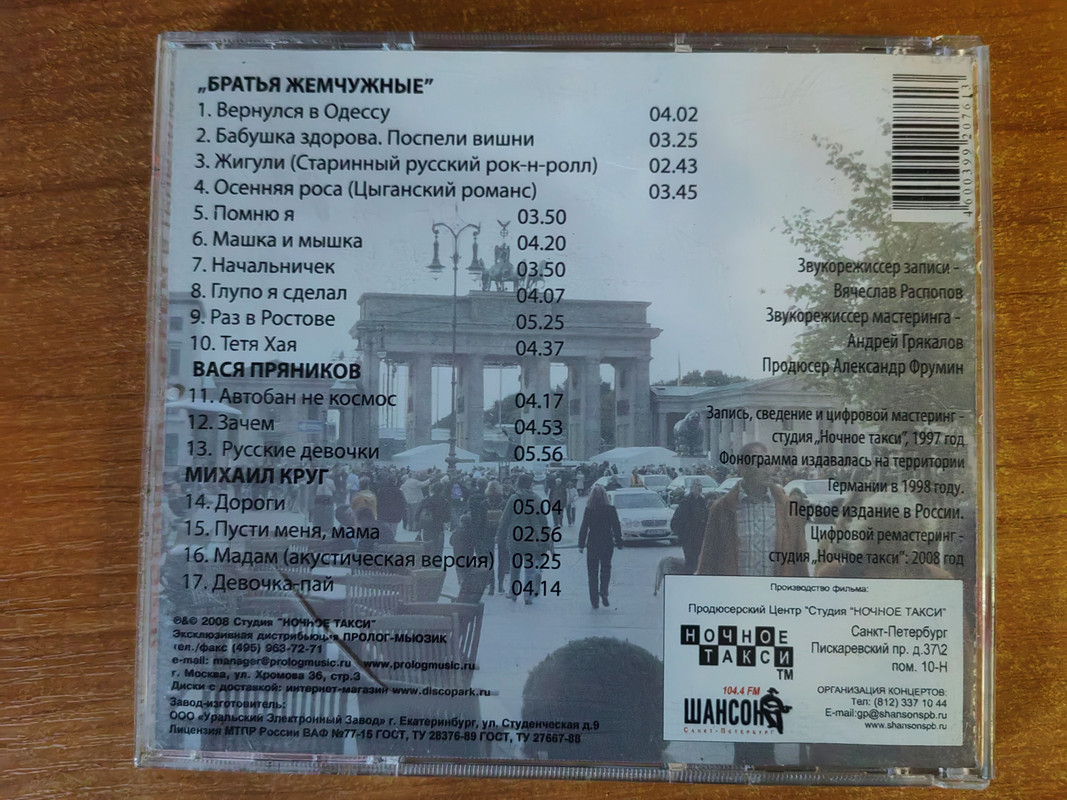 „БРАТЬЯ ЖЕМЧУЖНЫЕ”
1. Вернулся в Одессу 04.02
2. Бабушка здорова. Поспели вишни 03.25
3. Жигули (Старинный русский рок-н-ролл) 02.43
4. Осенняя роса (Цыганский романс) 03.45
5. Помню я 03.50
6. Машка и мышка 04.20
7. Начальничек 03.50
8. Глупо я сделал 04.07
9. Раз в Ростове 05.25
10. Тетя Хая 04.37
ВАСЯ ПРЯНИКОВ
11. Автобан не космос 04.17
12. Зачем 04.53
13. Русские девочки 05.56
МИХАИЛ КРУГ
14. Дороги 05.04
15. Пусти меня, мама 02.56
16. Мадам (акустическая версия) 03.25
17. Девочка-пай 04.14
℗&© 2008 Студия "НОЧНОЕ ТАКСИ"
Эксклюзивная дистрибьюция ПРОЛОГ-МЬЮЗИК
тел./факс (495) 963-72-71
e-mail: manager@prologmusic.ru www.prologmusic.ru
г. Москва, ул. Хромова 36, стр.3
Диски с доставкой: интернет-магазин www.discopark.ru
Завод-изготовитель:
ООО «Уральский Электронный Завод» г. Екатеринбург, ул. Студенческая д.9
Лицензия МТПР России ВАФ №77-16 ГОСТ, ТУ 28376-89 ГОСТ, ТУ 27667-88
4600399207613
Звукорежиссер записи -
Вячеслав Распопов
Звукорежиссер мастеринга -
Андрей Грякалов
Продюсер Александр Фрумин
Запись, сведение и цифровой мастеринг -
студия „Ночное такси”, 1997 год
Фонограмма издавалась на территории
Германии в 1998 году.
Первое издание в России.
Цифровой ремастеринг -
студия „Ночное такси”: 2008 год
Производство фильма:
Продюсерский Центр "Студия "НОЧНОЕ ТАКСИ"
НОЧНОЕ
ТАКСИ
TM
Санкт-Петербург
Пискаревский пр. д.37\2
пом. 10-Н
104.4 FM
ШАНСОН
Санкт-Петербург
ОРГАНИЗАЦИЯ КОНЦЕРТОВ:
Тел: (812) 337 10 44
E-mail:gp@shansonspb.ru
www.shansonspb.ru